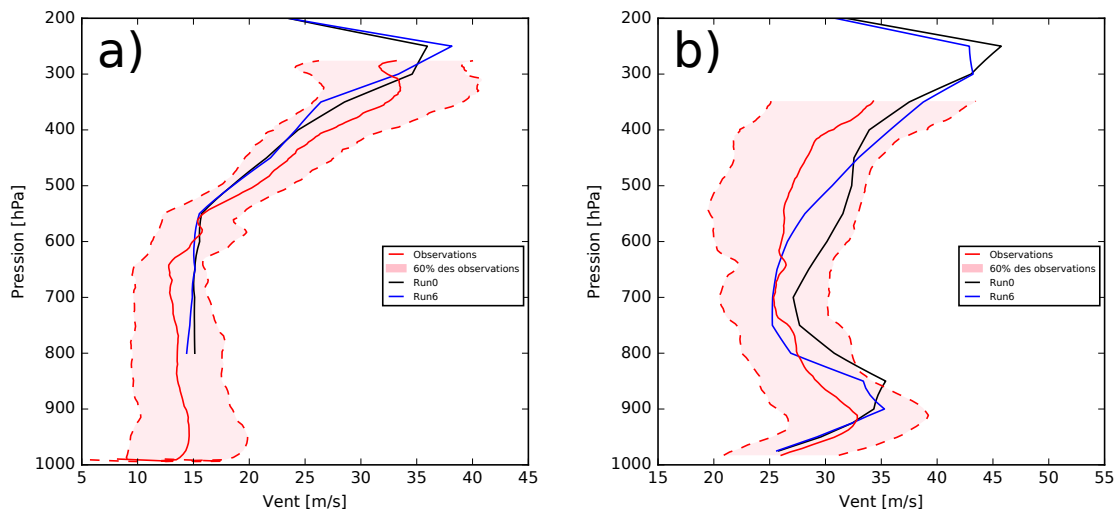 a)
200
300
400
500
600
700
800
900
1000
Pression [hPa]
5 10 15 20 25 30 35 40 45
Vent [m/s]
Observations
60% des observations
Run0
Run6
b)
200
300
400
500
600
700
800
900
1000
Pression [hPa]
15 20 25 30 35 40 45 50 55
Vent [m/s]
Observations
60% des observations
Run0
Run6